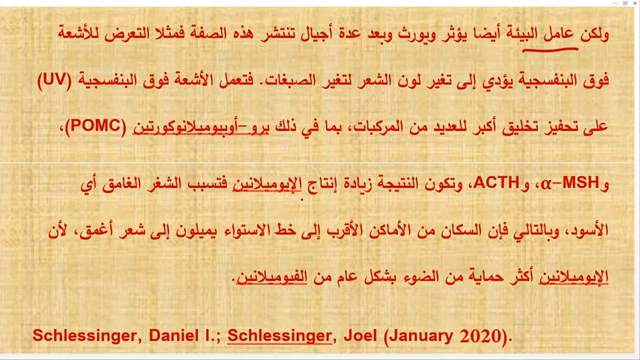 ولكن عامل البيئة أيضا يؤثر ويورث وبعد عدة أجيال تنتشر هذه الصفة فمثلا التعرض للأشعة
فوق البنفسجية يؤدي إلى تغير لون الشعر لتغير الصبغات. فتعمل الأشعة فوق البنفسجية (UV)
على تحفيز تخليق أكبر للعديد من المركبات، بما في ذلك برو-أوبيوميلانوكورتين (POMC)،
وα-MSH، وACTH، وتكون النتيجة زيادة إنتاج الإيوميلانين فتسبب الشغر الغامق أي
الأسود، وبالتالي فإن السكان من الأماكن الأقرب إلى خط الاستواء يميلون إلى شعر أغمق، لأن
الإيوميلانين أكثر حماية من الضوء بشكل عام من الفيوميلانين.
Schlessinger, Daniel I.; Schlessinger, Joel (January 2020).